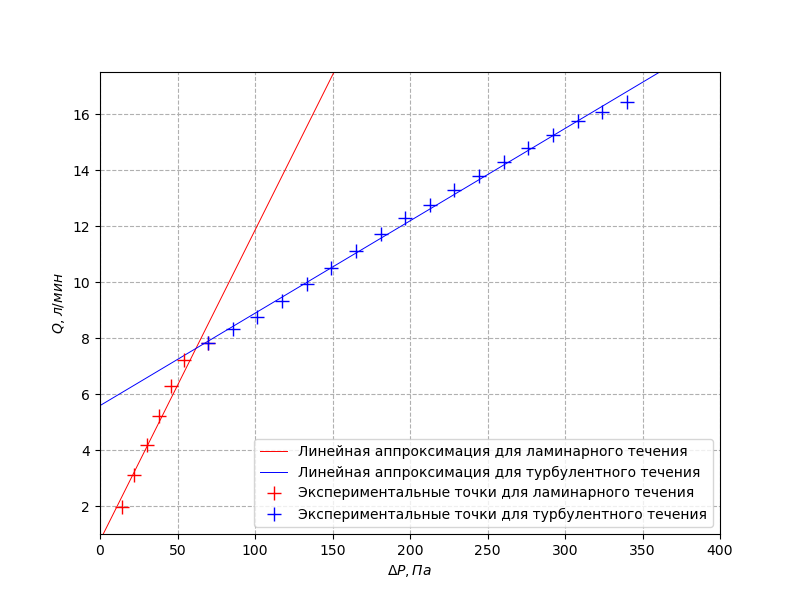 16
14
12
10
8
6
4
2
Q, л/мин
Линейная аппроксимация для ламинарного течения
Линейная аппроксимация для турбулентного течения
Экспериментальные точки для ламинарного течения
Экспериментальные точки для турбулентного течения
0 50 100 150 200 250 300 350 400
ΔP, Па